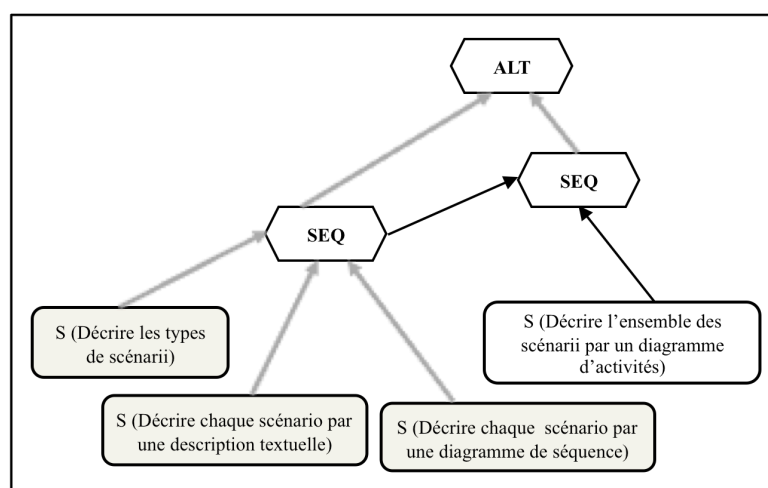 ALT
SEQ
SEQ
S (Décrire les types
de scénarii)
S (Décrire l’ensemble des
scénarii par un diagramme
d’activités)
S (Décrire chaque scénario par
une description textuelle)
S (Décrire chaque scénario par
une diagramme de séquence)